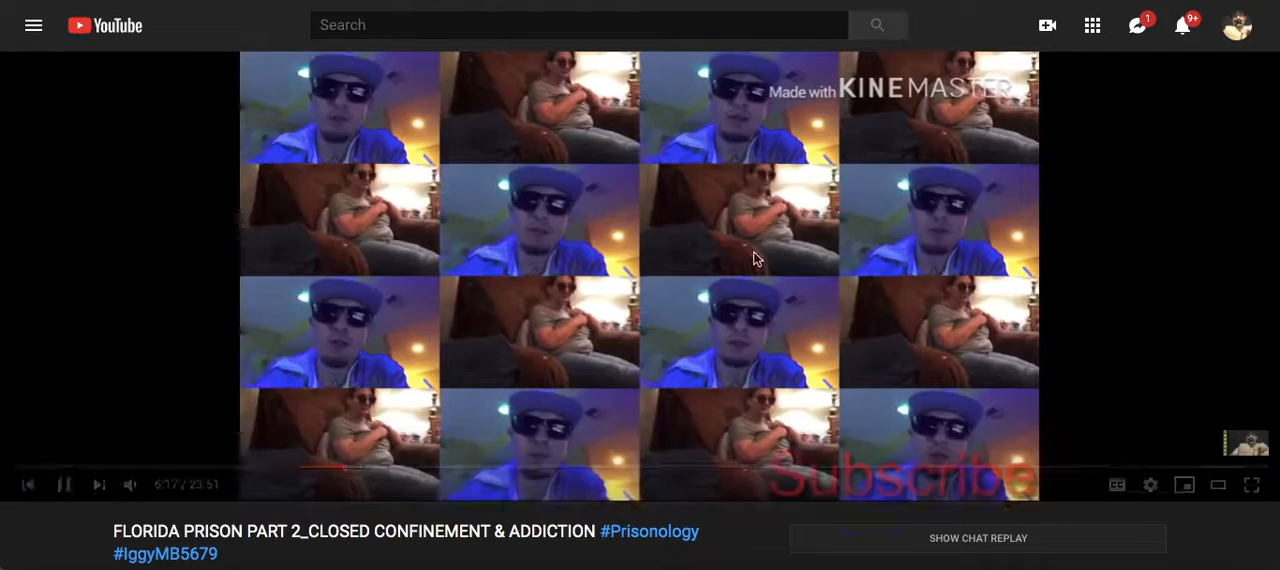 YouTube
Search
1
9+
Made with KINEMASTER
Subscribe
6:17 / 23:51
CC
FLORIDA PRISON PART 2_CLOSED CONFINEMENT & ADDICTION #Prisonology
#IggyMB5679
SHOW CHAT REPLAY